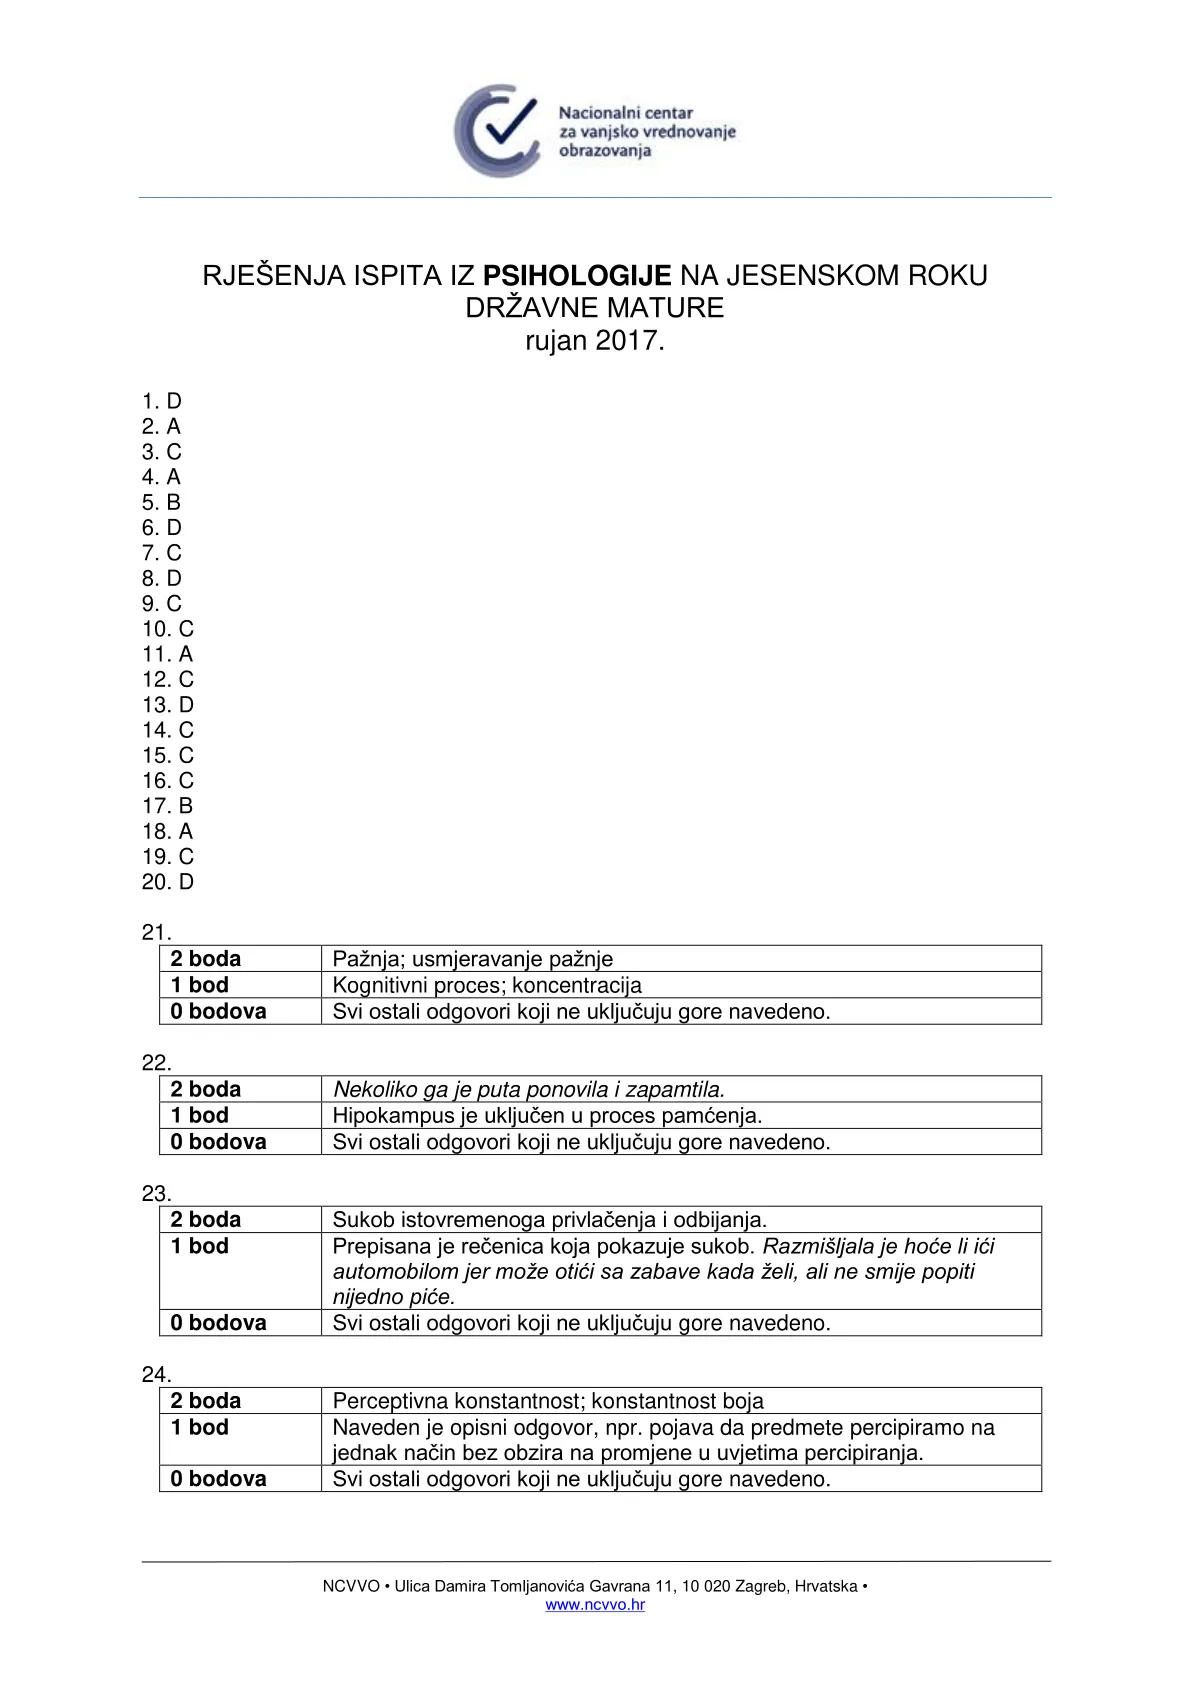 Nacionalni centar
za vanjsko vrednovanje
obrazovanja
RJEŠENJA ISPITA IZ PSIHOLOGIJE NA JESENSKOM ROKU
DRŽAVNE MATURE
rujan 2017.
1. D
2. A
3. C
4. A
5. B
6. D
7. C
8. D
9. C
10. C
11. A
12. C
13. D
14. C
15. C
16. C
17. B
18. A
19. C
20. D
21.
2 boda Pažnja; usmjeravanje pažnje
1 bod Kognitivni proces; koncentracija
0 bodova Svi ostali odgovori koji ne uključuju gore navedeno.
22.
2 boda Nekoliko ga je puta ponovila i zapamtila.
1 bod Hipokampus je uključen u proces pamćenja.
0 bodova Svi ostali odgovori koji ne uključuju gore navedeno.
23.
2 boda Sukob istovremenoga privlačenja i odbijanja.
1 bod Prepisana je rečenica koja pokazuje sukob. Razmišljala je hoće li ići
automobilom jer može otići sa zabave kada želi, ali ne smije popiti
nijedno piće.
0 bodova Svi ostali odgovori koji ne uključuju gore navedeno.
24.
2 boda Perceptivna konstantnost; konstantnost boja
1 bod Naveden je opisni odgovor, npr. pojava da predmete percipiramo na
jednak način bez obzira na promjene u uvjetima percipiranja.
0 bodova Svi ostali odgovori koji ne uključuju gore navedeno.
NCVVO • Ulica Damira Tomljanovića Gavrana 11, 10 020 Zagreb, Hrvatska •
www.ncvvo.hr